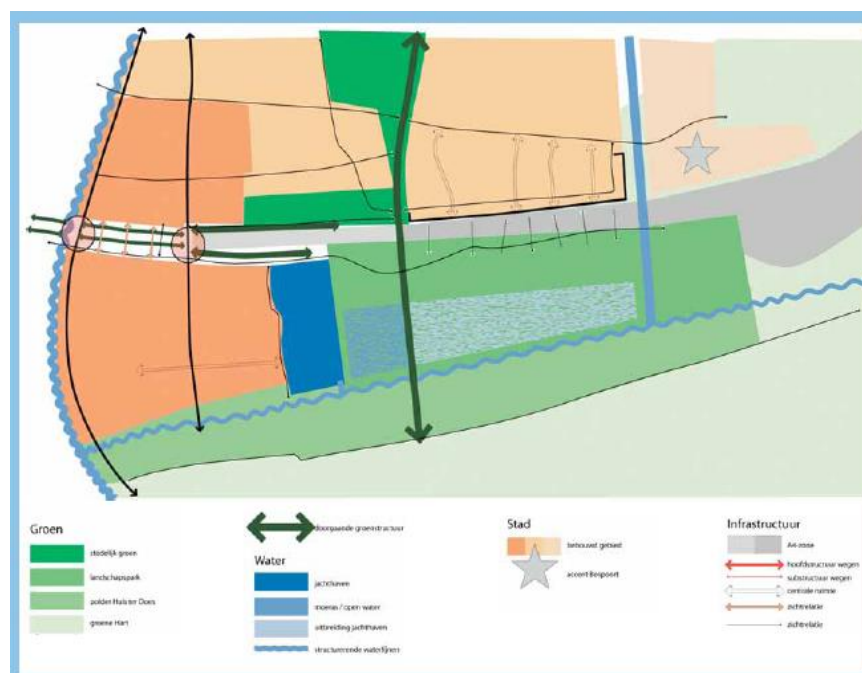 Groen
stedelijk groen
landschapspark
polder Hulster Does
groene Hart
doorgaande groenstructuur
Water
jachthaven
moeras / open water
uitbreiding jachthaven
structurerende waterlijnen
Stad
bebouwd gebied
accent Bespoort
Infrastructuur
A4-zone
hoofdstructuur wegen
substructuur wegen
centrale ruimte
zichtrelatie
zichtrelatie